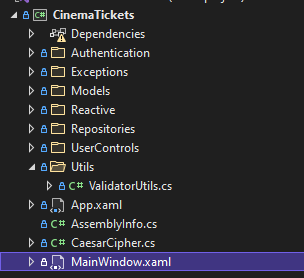 C# CinemaTickets
Dependencies
Authentication
Exceptions
Models
Reactive
Repositories
UserControls
Utils
C# ValidatorUtils.cs
App.xaml
C# AssemblyInfo.cs
C# CaesarCipher.cs
MainWindow.xaml